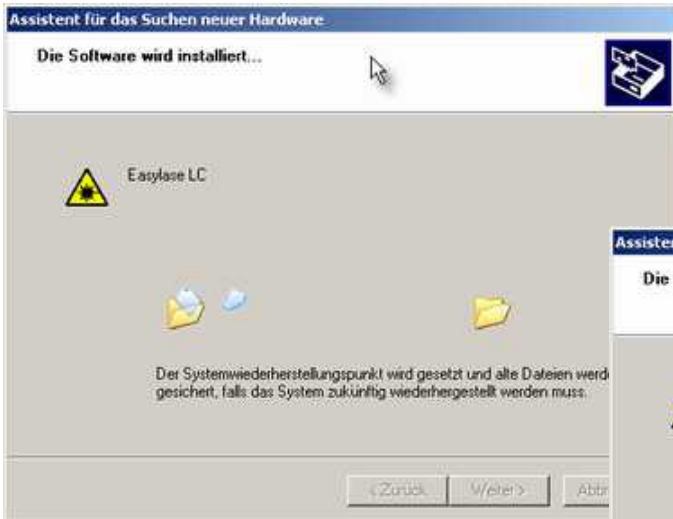 Assistent für das Suchen neuer Hardware
Die Software wird installiert...
Easylase LC
Der Systemwiederherstellungspunkt wird gesetzt und alte Dateien werd
gesichert, falls das System zukünftig wiederhergestellt werden muss.
< Zurück
Weiter >
Abbr
Assisten
Die